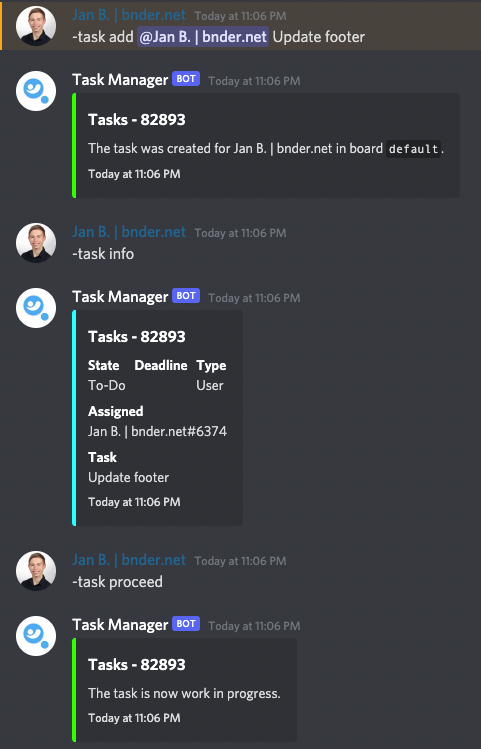 Jan B. | bnder.net Today at 11:06 PM
-task add @Jan B. | bnder.net Update footer
Task Manager BOT Today at 11:06 PM
Tasks - 82893
The task was created for Jan B. | bnder.net in board default.
Today at 11:06 PM
Jan B. | bnder.net Today at 11:06 PM
-task info
Task Manager BOT Today at 11:06 PM
Tasks - 82893
State Deadline Type
To-Do User
Assigned
Jan B. | bnder.net#6374
Task
Update footer
Today at 11:06 PM
Jan B. | bnder.net Today at 11:06 PM
-task proceed
Task Manager BOT Today at 11:06 PM
Tasks - 82893
The task is now work in progress.
Today at 11:06 PM